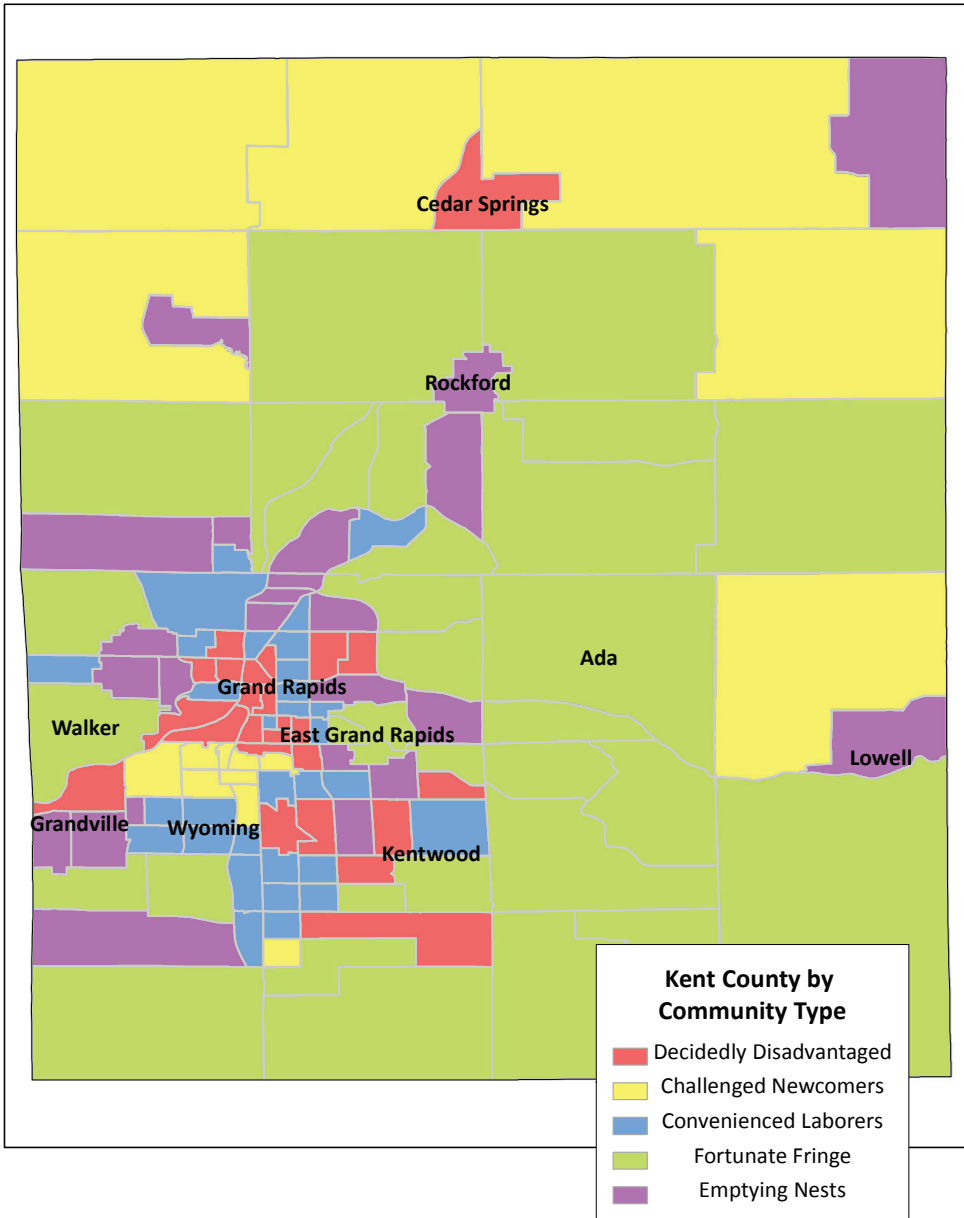 Cedar Springs
Rockford
Ada
Grand Rapids
Walker
East Grand Rapids
Lowell
Grandville
Wyoming
Kentwood
Kent County by
Community Type
Decidedly Disadvantaged
Challenged Newcomers
Convenienced Laborers
Fortunate Fringe
Emptying Nests